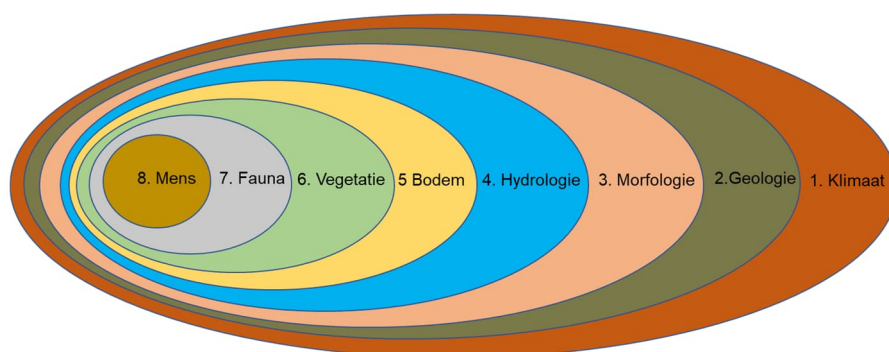 8. Mens
7. Fauna
6. Vegetatie
5 Bodem
4. Hydrologie
3. Morfologie
2.Geologie
1. Klimaat